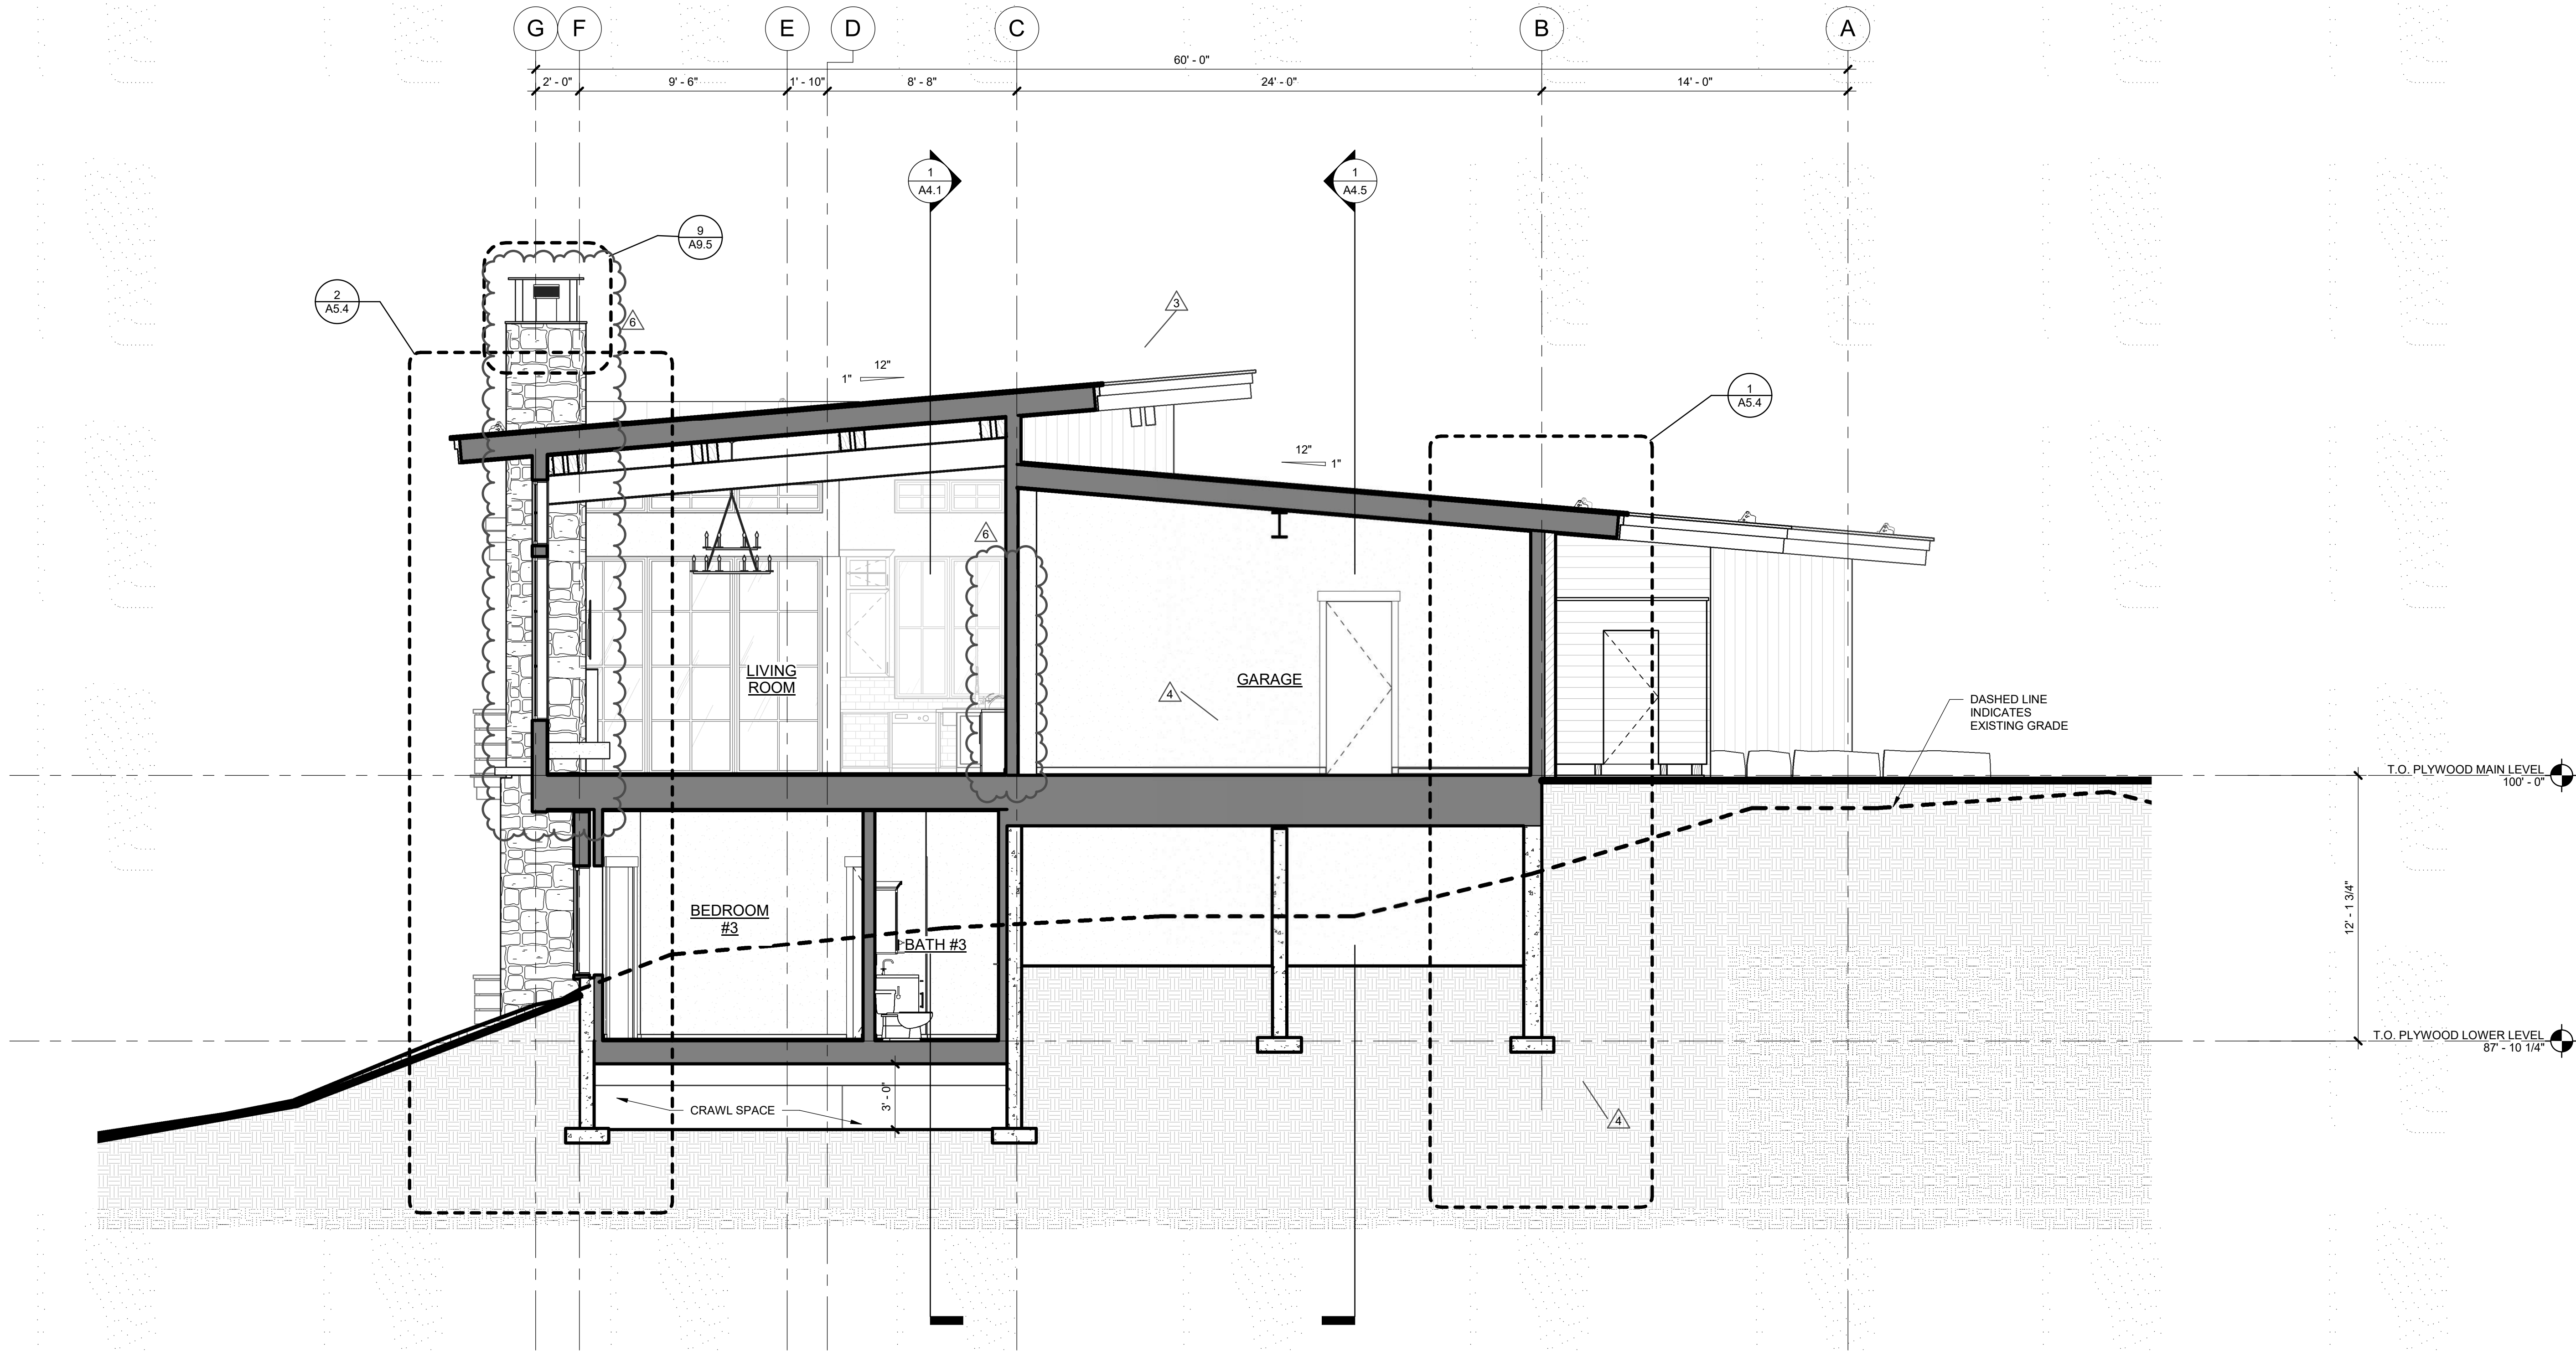 G F E D C B A
60' - 0"
2' - 0" 9' - 6" 1' - 10" 8' - 8" 24' - 0" 14' - 0"
1
A4.1
1
A4.5
9
A9.5
2
A5.4
3
6
12"
1"
1
A5.4
12"
1"
6
LIVING
ROOM
GARAGE
4
DASHED LINE
INDICATES
EXISTING GRADE
T.O. PLYWOOD MAIN LEVEL
100' - 0"
12' - 1 3/4"
BEDROOM
#3
BATH #3
T.O. PLYWOOD LOWER LEVEL
87' - 10 1/4"
3' - 0"
CRAWL SPACE
4